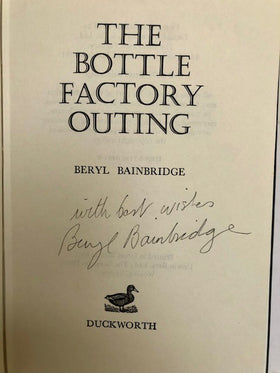 THE
BOTTLE
FACTORY
OUTING
BERYL BAINBRIDGE
with best wishes
Beryl Bainbridge
DUCKWORTH